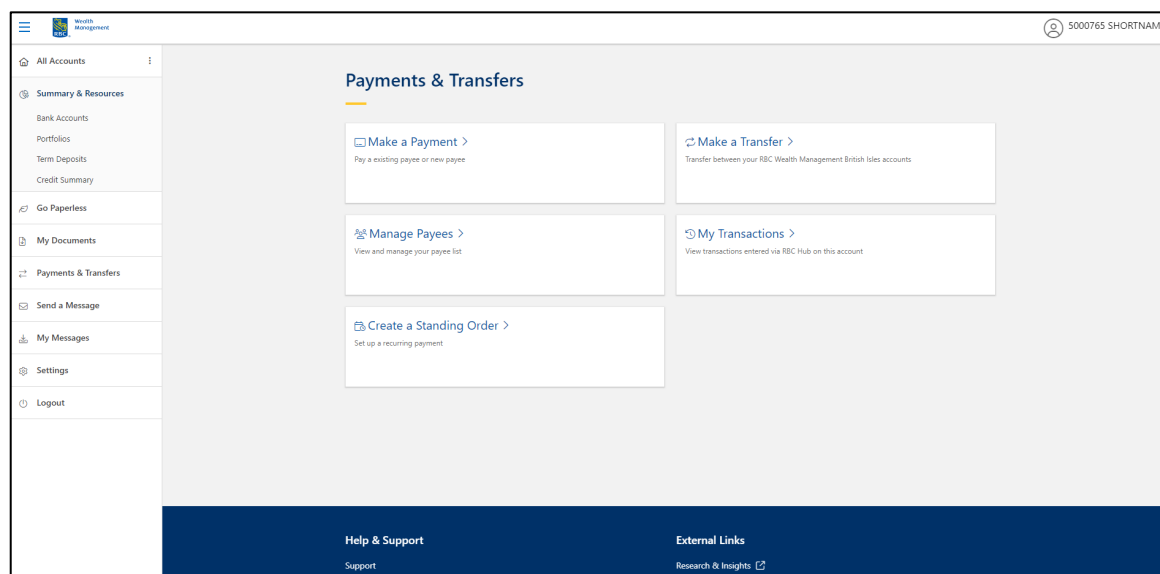 RBC
Wealth
Management
5000765 SHORTNAM
All Accounts
Summary & Resources
Bank Accounts
Portfolios
Term Deposits
Credit Summary
Go Paperless
My Documents
Payments & Transfers
Send a Message
My Messages
Settings
Logout
Payments & Transfers
Make a Payment >
Pay a existing payee or new payee
Make a Transfer >
Transfer between your RBC Wealth Management British Isles accounts
Manage Payees >
View and manage your payee list
My Transactions >
View transactions entered via RBC Hub on this account
Create a Standing Order >
Set up a recurring payment
Help & Support
Support
External Links
Research & Insights